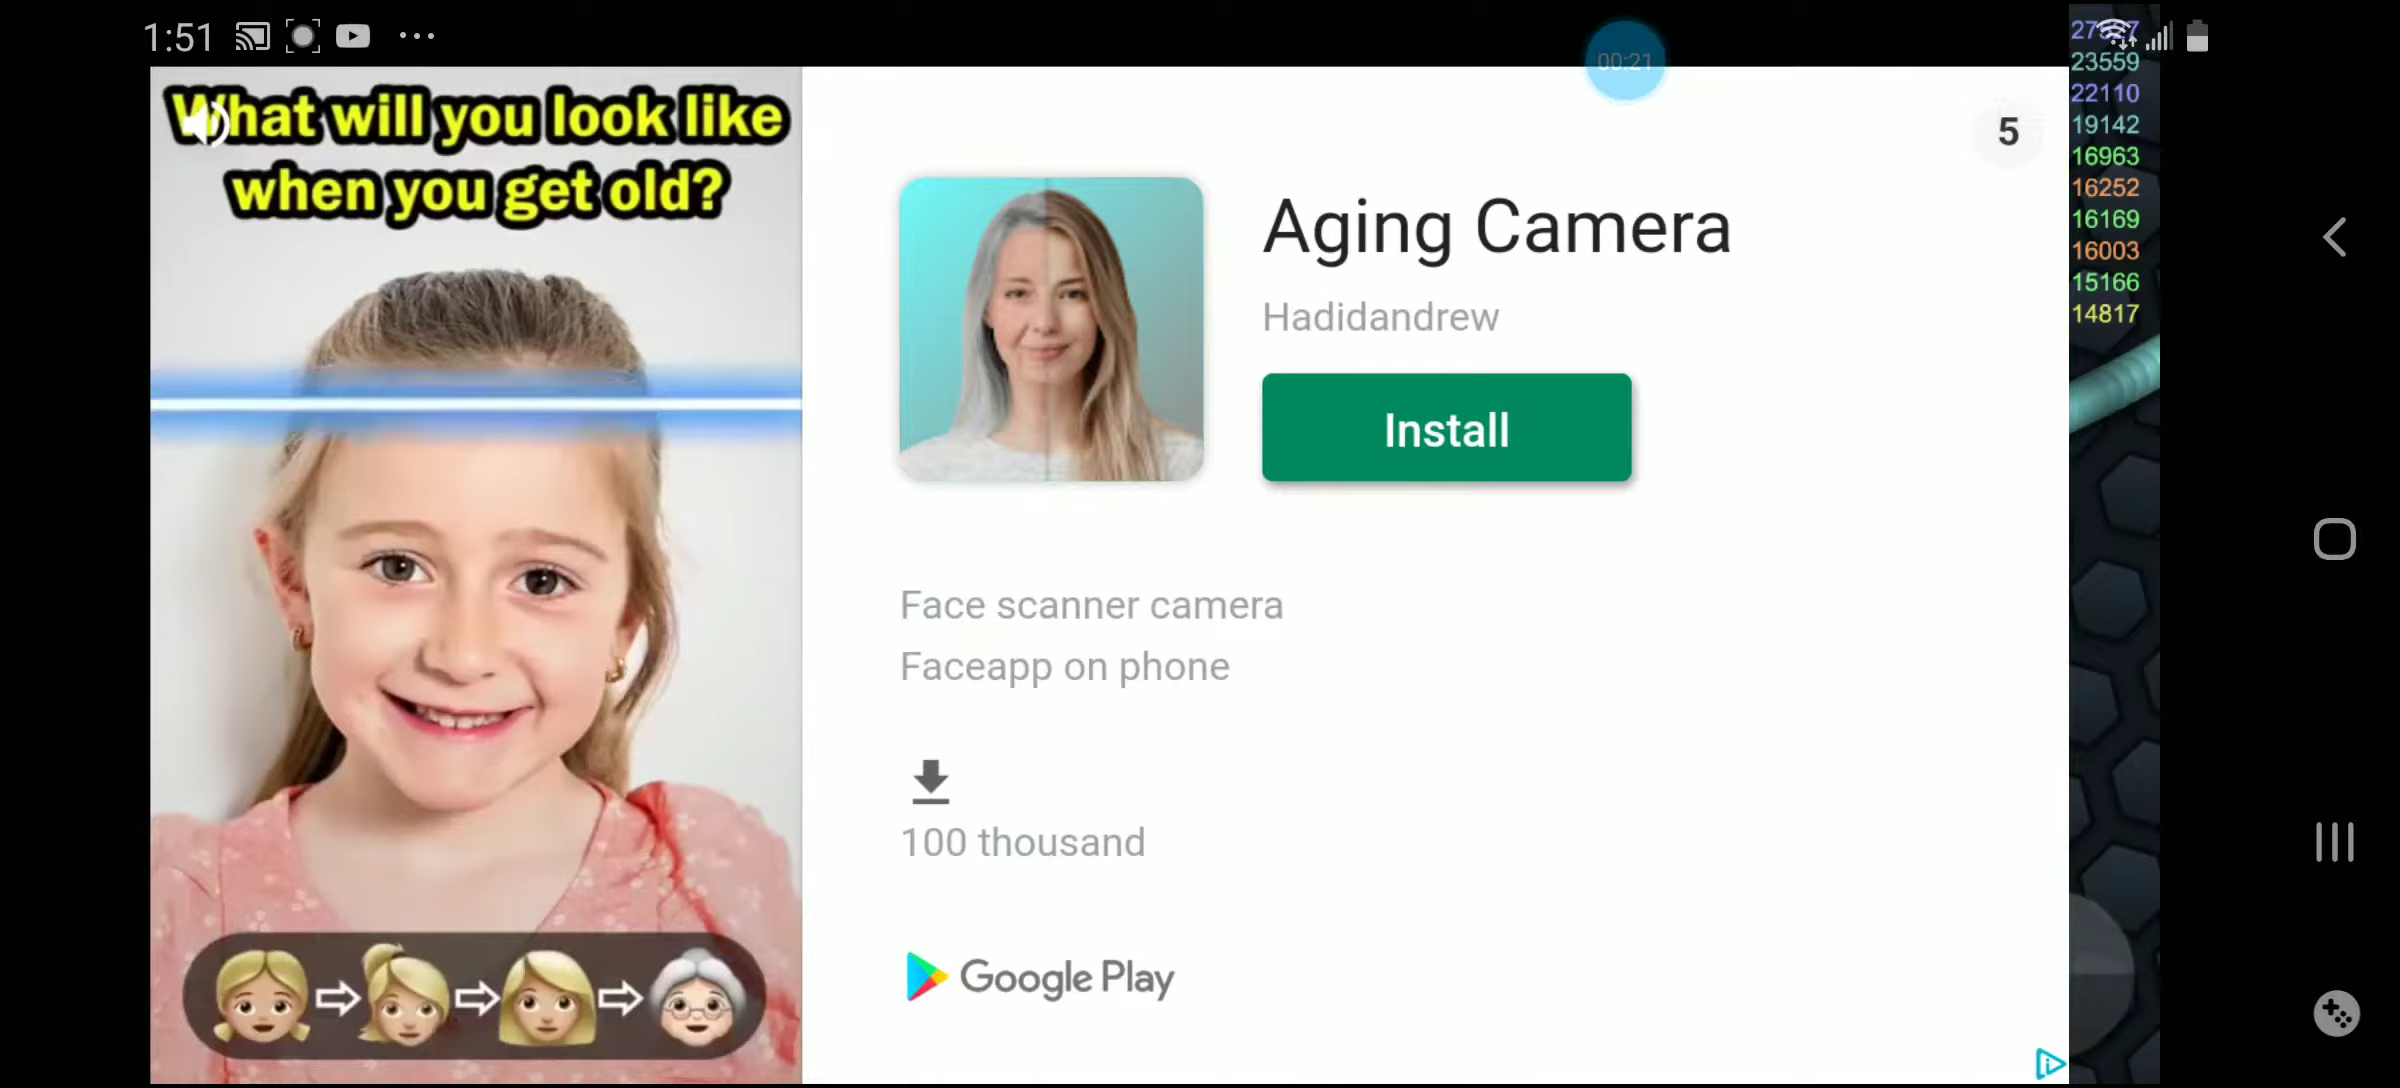 1:51
00:21
What will you look like
when you get old?
5
Aging Camera
Hadidandrew
Install
Face scanner camera
Faceapp on phone
100 thousand
Google Play
23559
22110
19142
16963
16252
16169
16003
15166
14817